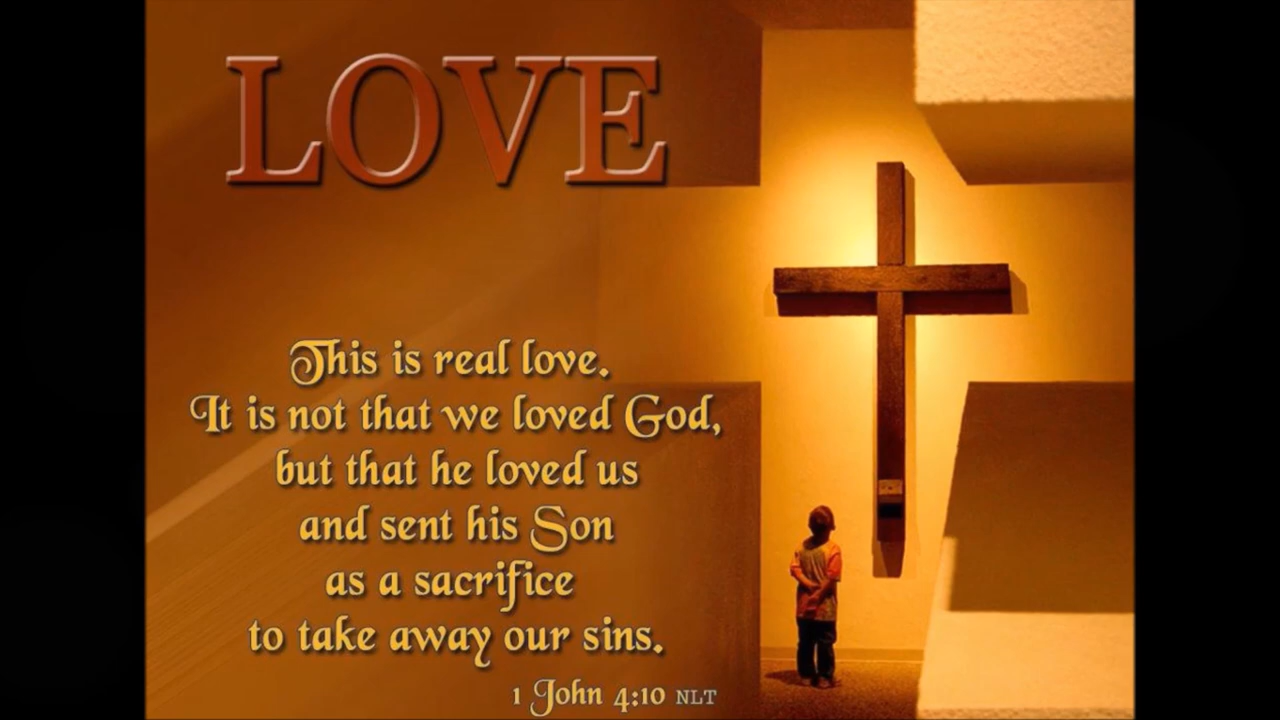 LOVE
This is real love.
It is not that we loved God,
but that he loved us
and sent his Son
as a sacrifice
to take away our sins.
1 John 4:10 NLT